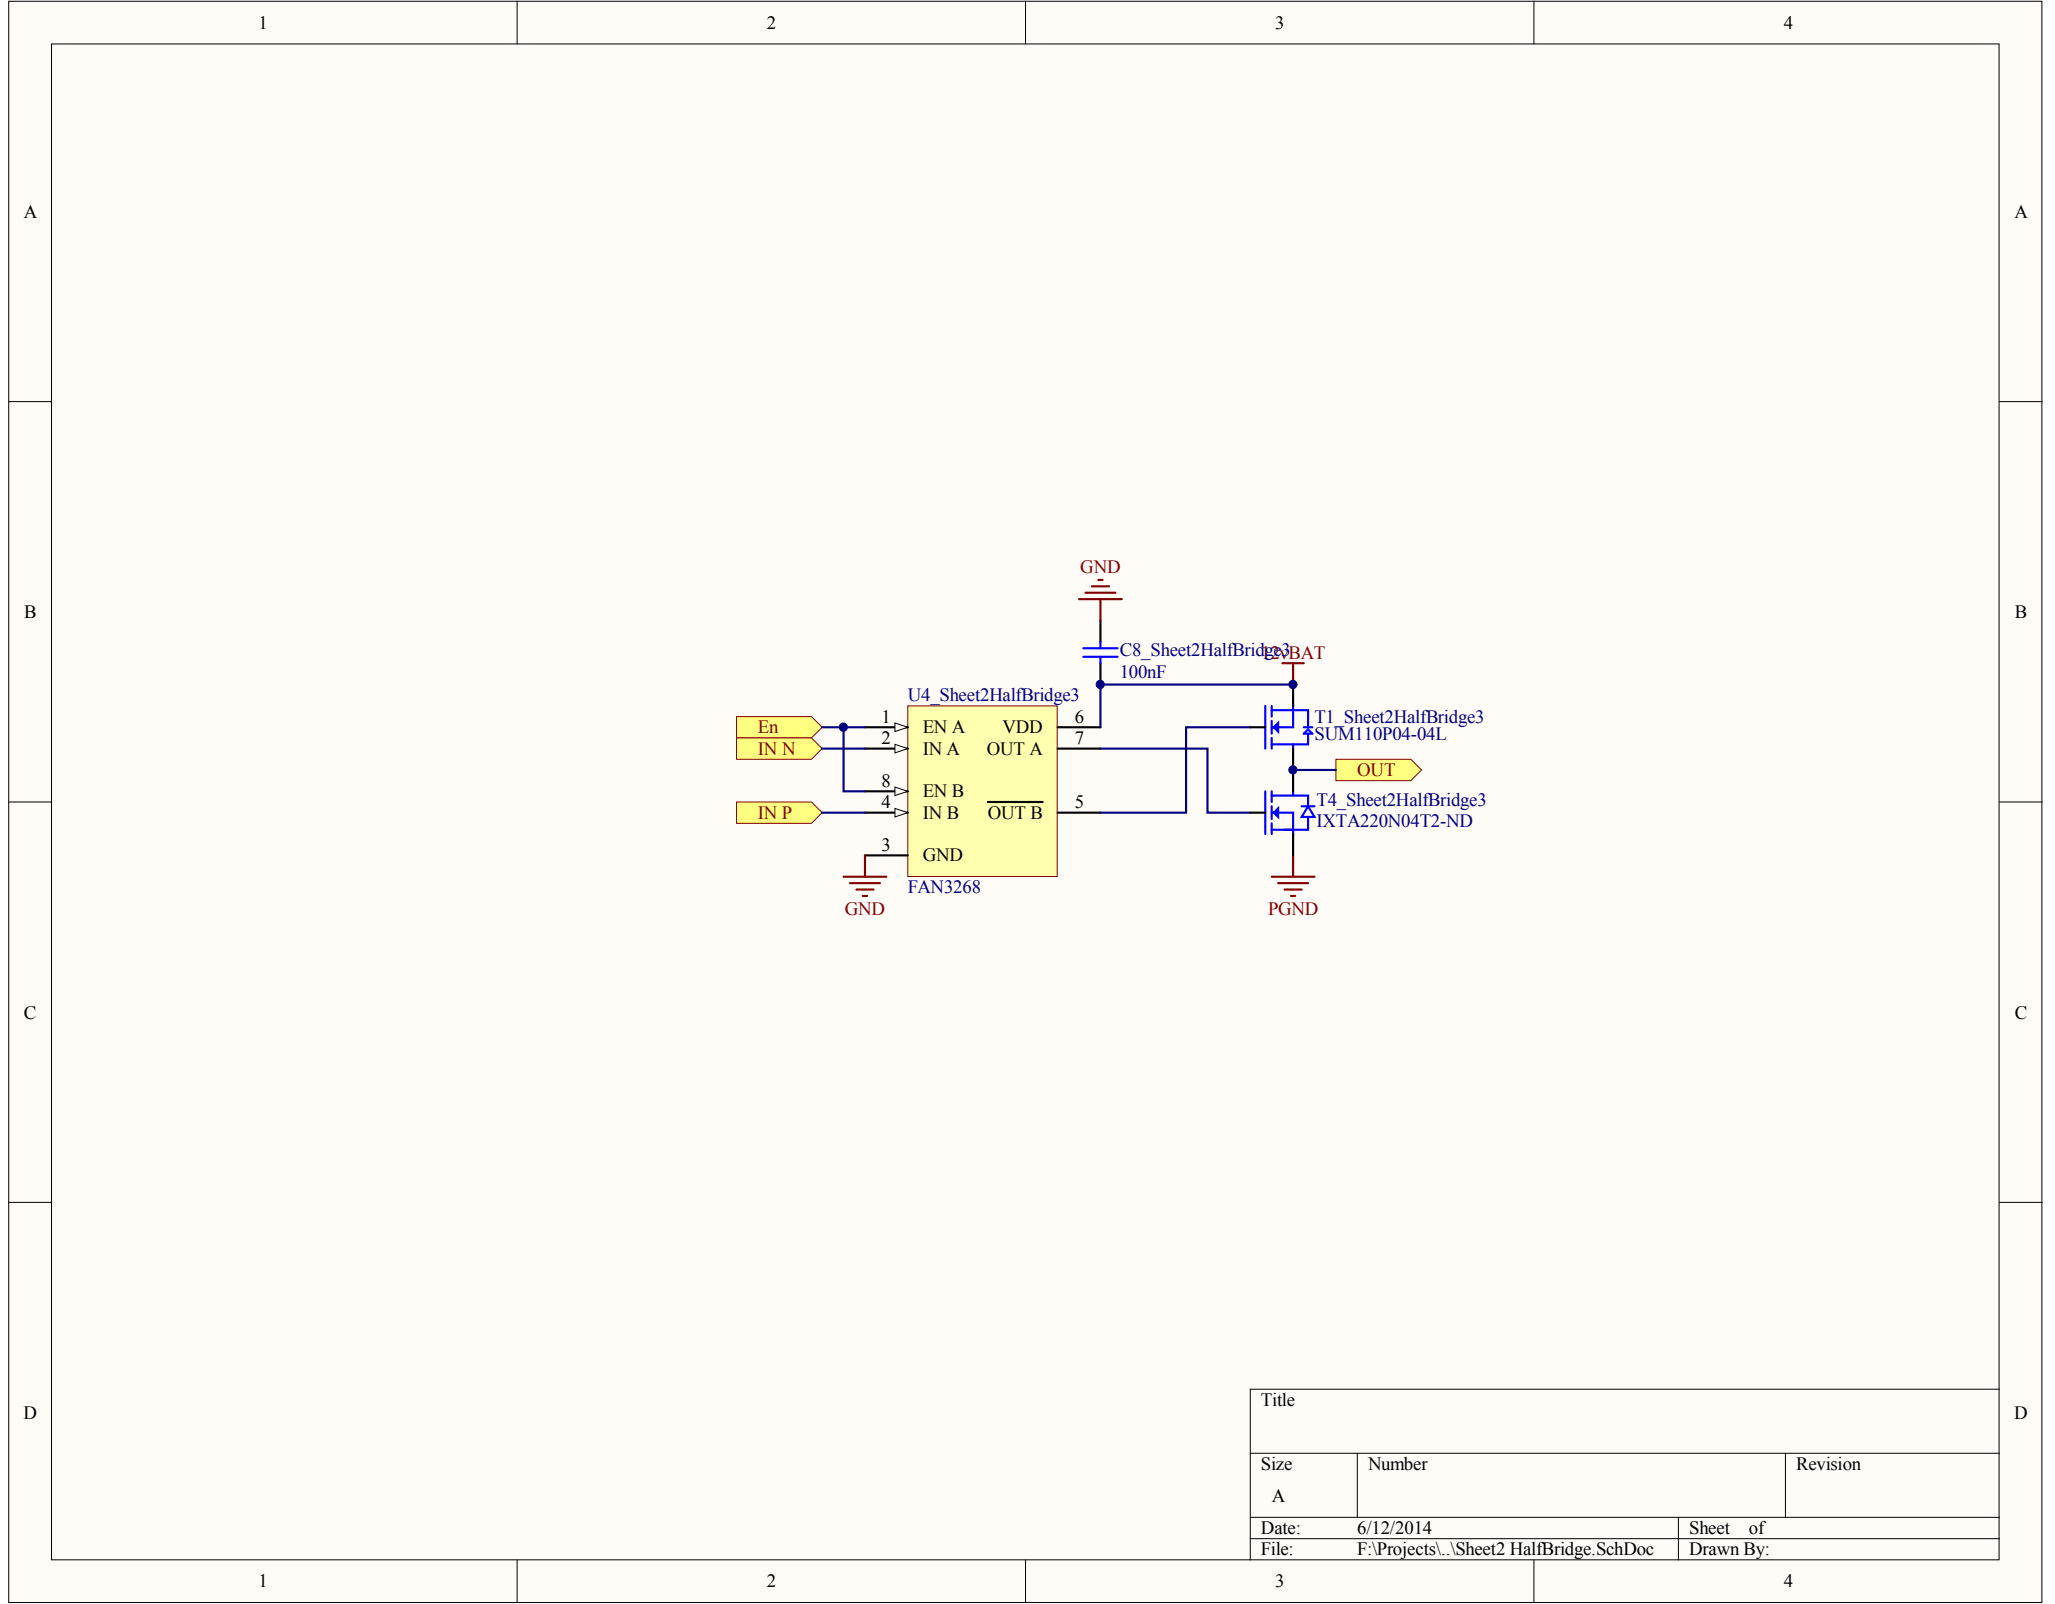 1 2 3 4
A A
GND
B B
C8_Sheet2HalfBridge3
100nF
U4_Sheet2HalfBridge3
En 1 EN A VDD 6
IN N 2 IN A OUT A 7
T1_Sheet2HalfBridge3
SUM110P04-04L
OUT
8 EN B
IN P 4 IN B OUT B 5
T4_Sheet2HalfBridge3
IXTA220N04T2-ND
3 GND
FAN3268
GND PGND
C C
Title
D D
Size Number Revision
A
Date: 6/12/2014 Sheet of
File: F:\Projects\..\Sheet2 HalfBridge.SchDoc Drawn By:
1 2 3 4